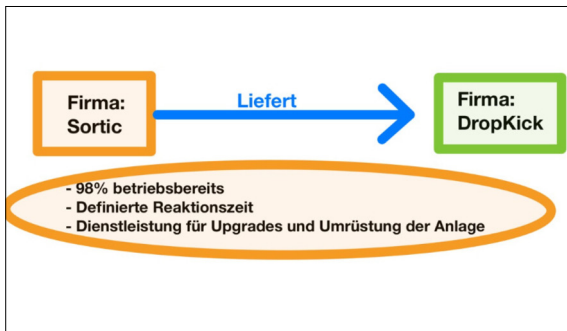 Firma:
Sortic
Liefert
Firma:
DropKick
- 98% betriebsbereits
- Definierte Reaktionszeit
- Dienstleistung für Upgrades und Umrüstung der Anlage